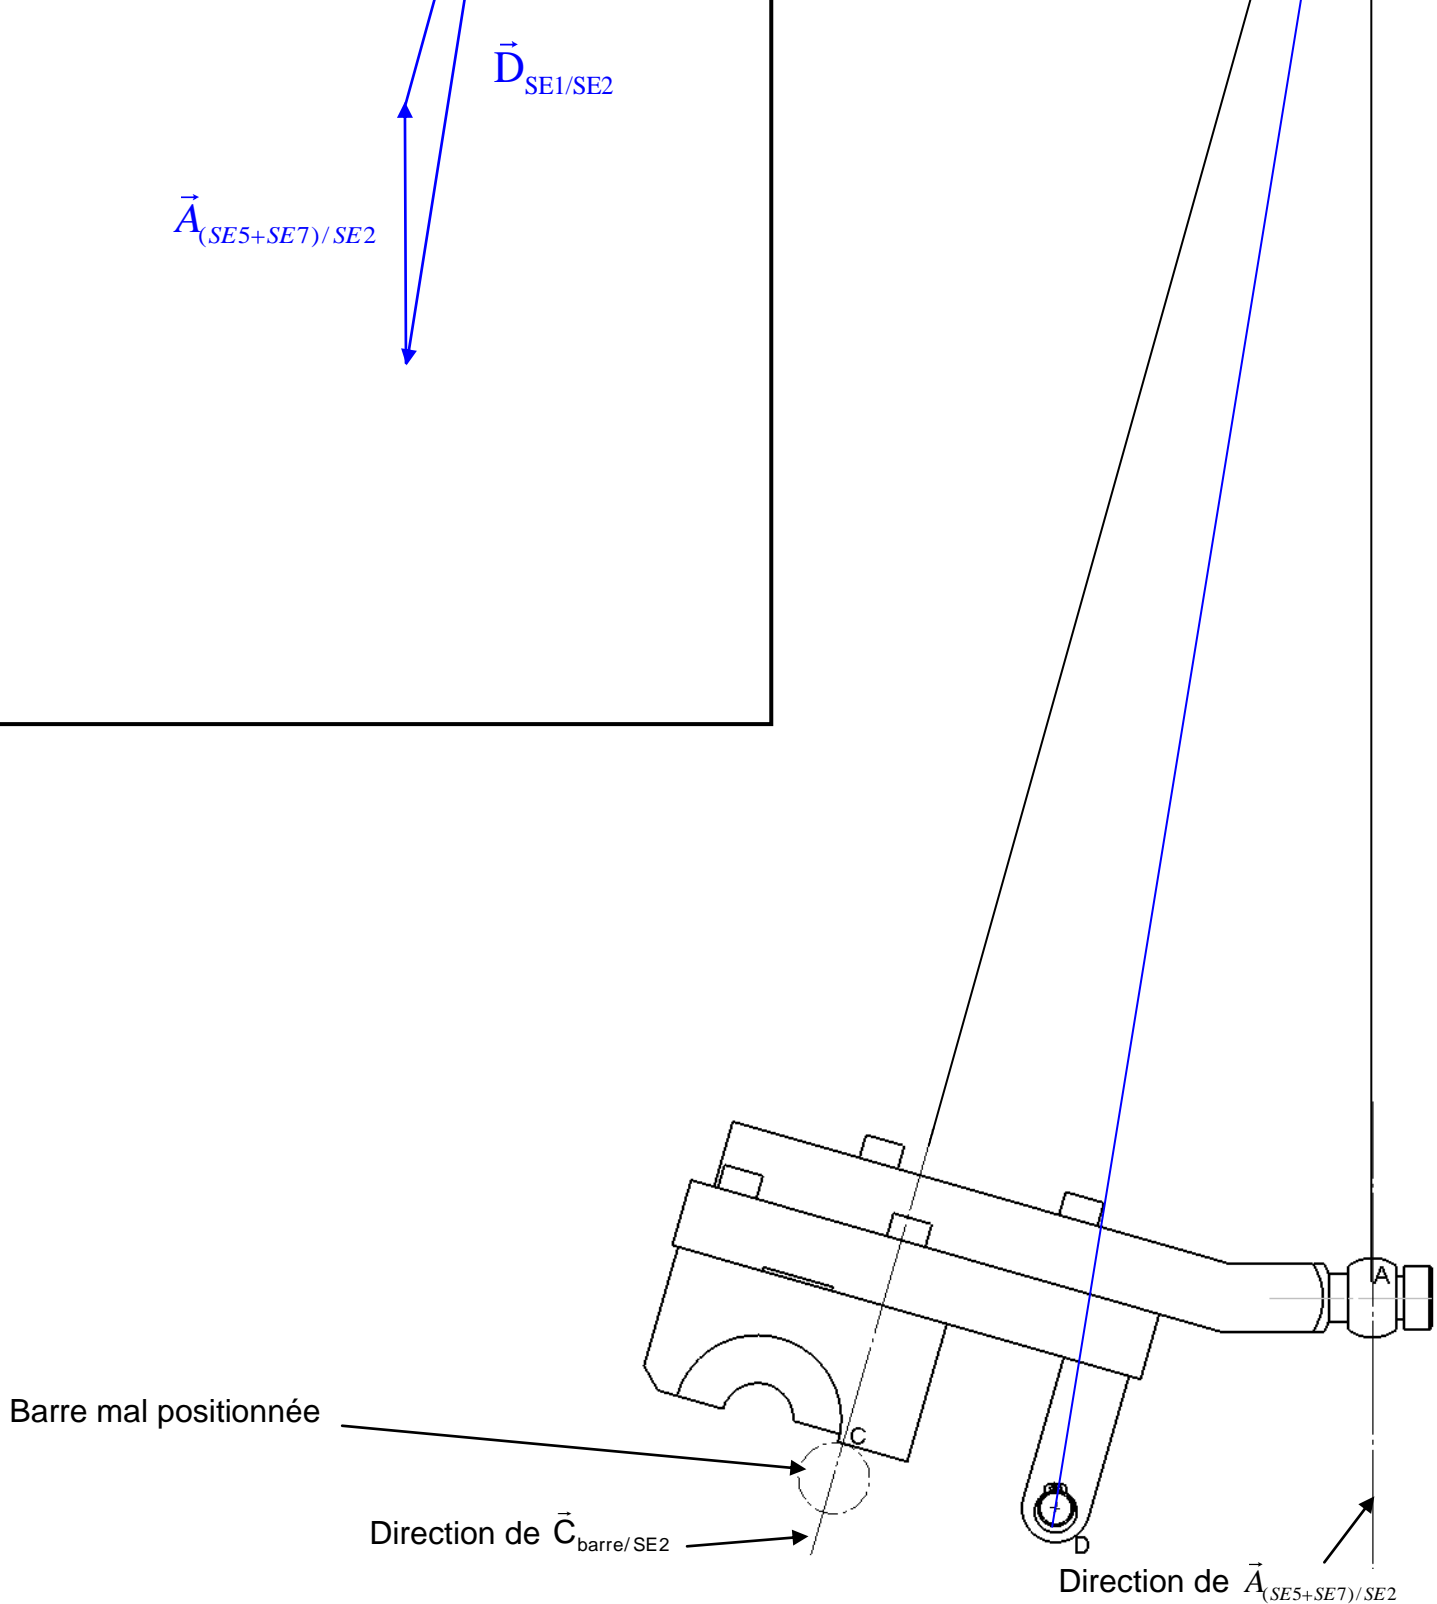 D⃗ SE1/SE2
A⃗ (SE5+SE7)/SE2
A
Barre mal positionnée
C
Direction de C⃗ barre/SE2
D
Direction de A⃗ (SE5+SE7)/SE2